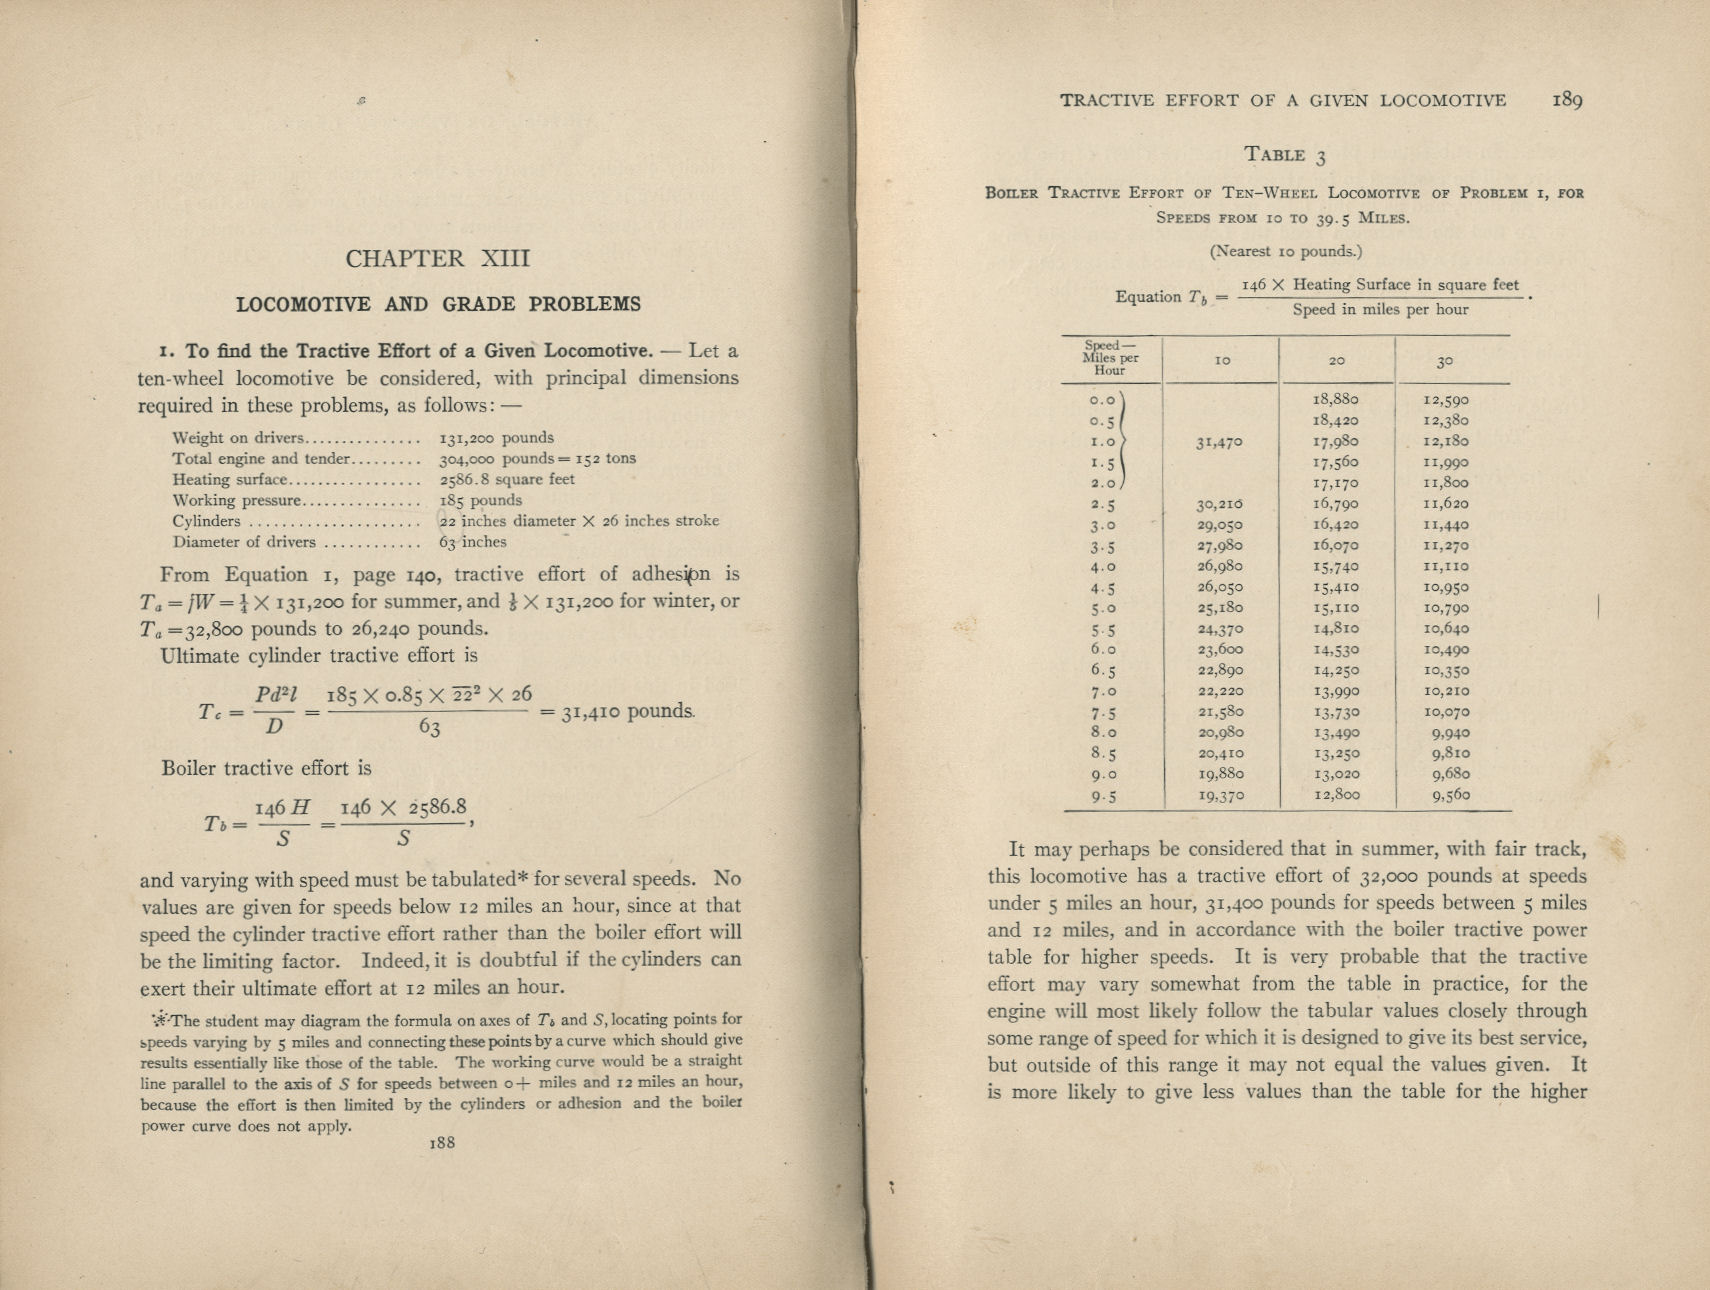 CHAPTER XIII
LOCOMOTIVE AND GRADE PROBLEMS
1. To find the Tractive Effort of a Given Locomotive. — Let a
ten-wheel locomotive be considered, with principal dimensions
required in these problems, as follows: —
Weight on drivers............... 131,200 pounds
Total engine and tender......... 304,000 pounds = 152 tons
Heating surface................. 2586.8 square feet
Working pressure............... 185 pounds
Cylinders ...................... 22 inches diameter × 26 inches stroke
Diameter of drivers ............ 63 inches
From Equation 1, page 140, tractive effort of adhesion is
Ta = fW = ¼ × 131,200 for summer, and ⅕ × 131,200 for winter, or
Ta = 32,800 pounds to 26,240 pounds.
Ultimate cylinder tractive effort is
Tc = Pd²l / D = 185 × 0.85 × 22² × 26 / 63 = 31,410 pounds.
Boiler tractive effort is
Tb = 146 H / S = 146 × 2586.8 / S,
and varying with speed must be tabulated* for several speeds. No
values are given for speeds below 12 miles an hour, since at that
speed the cylinder tractive effort rather than the boiler effort will
be the limiting factor. Indeed, it is doubtful if the cylinders can
exert their ultimate effort at 12 miles an hour.
* The student may diagram the formula on axes of Tb and S, locating points for
speeds varying by 5 miles and connecting these points by a curve which should give
results essentially like those of the table. The working curve would be a straight
line parallel to the axis of S for speeds between 0+ miles and 12 miles an hour,
because the effort is then limited by the cylinders or adhesion and the boiler
power curve does not apply.
188
TRACTIVE EFFORT OF A GIVEN LOCOMOTIVE 189
TABLE 3
BOILER TRACTIVE EFFORT OF TEN-WHEEL LOCOMOTIVE OF PROBLEM 1, FOR
SPEEDS FROM 10 TO 39.5 MILES.
(Nearest 10 pounds.)
Equation Tb = 146 × Heating Surface in square feet / Speed in miles per hour.
Speed—
Miles per
Hour 10 20 30
0.0 18,880 12,590
0.5 18,420 12,380
1.0 31,470 17,980 12,180
1.5 17,560 11,990
2.0 17,170 11,800
2.5 30,210 16,790 11,620
3.0 29,050 16,420 11,440
3.5 27,980 16,070 11,270
4.0 26,980 15,740 11,110
4.5 26,050 15,410 10,950
5.0 25,180 15,110 10,790
5.5 24,370 14,810 10,640
6.0 23,600 14,530 10,490
6.5 22,890 14,250 10,350
7.0 22,220 13,990 10,210
7.5 21,580 13,730 10,070
8.0 20,980 13,490 9,940
8.5 20,410 13,250 9,810
9.0 19,880 13,020 9,680
9.5 19,370 12,800 9,560
It may perhaps be considered that in summer, with fair track,
this locomotive has a tractive effort of 32,000 pounds at speeds
under 5 miles an hour, 31,400 pounds for speeds between 5 miles
and 12 miles, and in accordance with the boiler tractive power
table for higher speeds. It is very probable that the tractive
effort may vary somewhat from the table in practice, for the
engine will most likely follow the tabular values closely through
some range of speed for which it is designed to give its best service,
but outside of this range it may not equal the values given. It
is more likely to give less values than the table for the higher